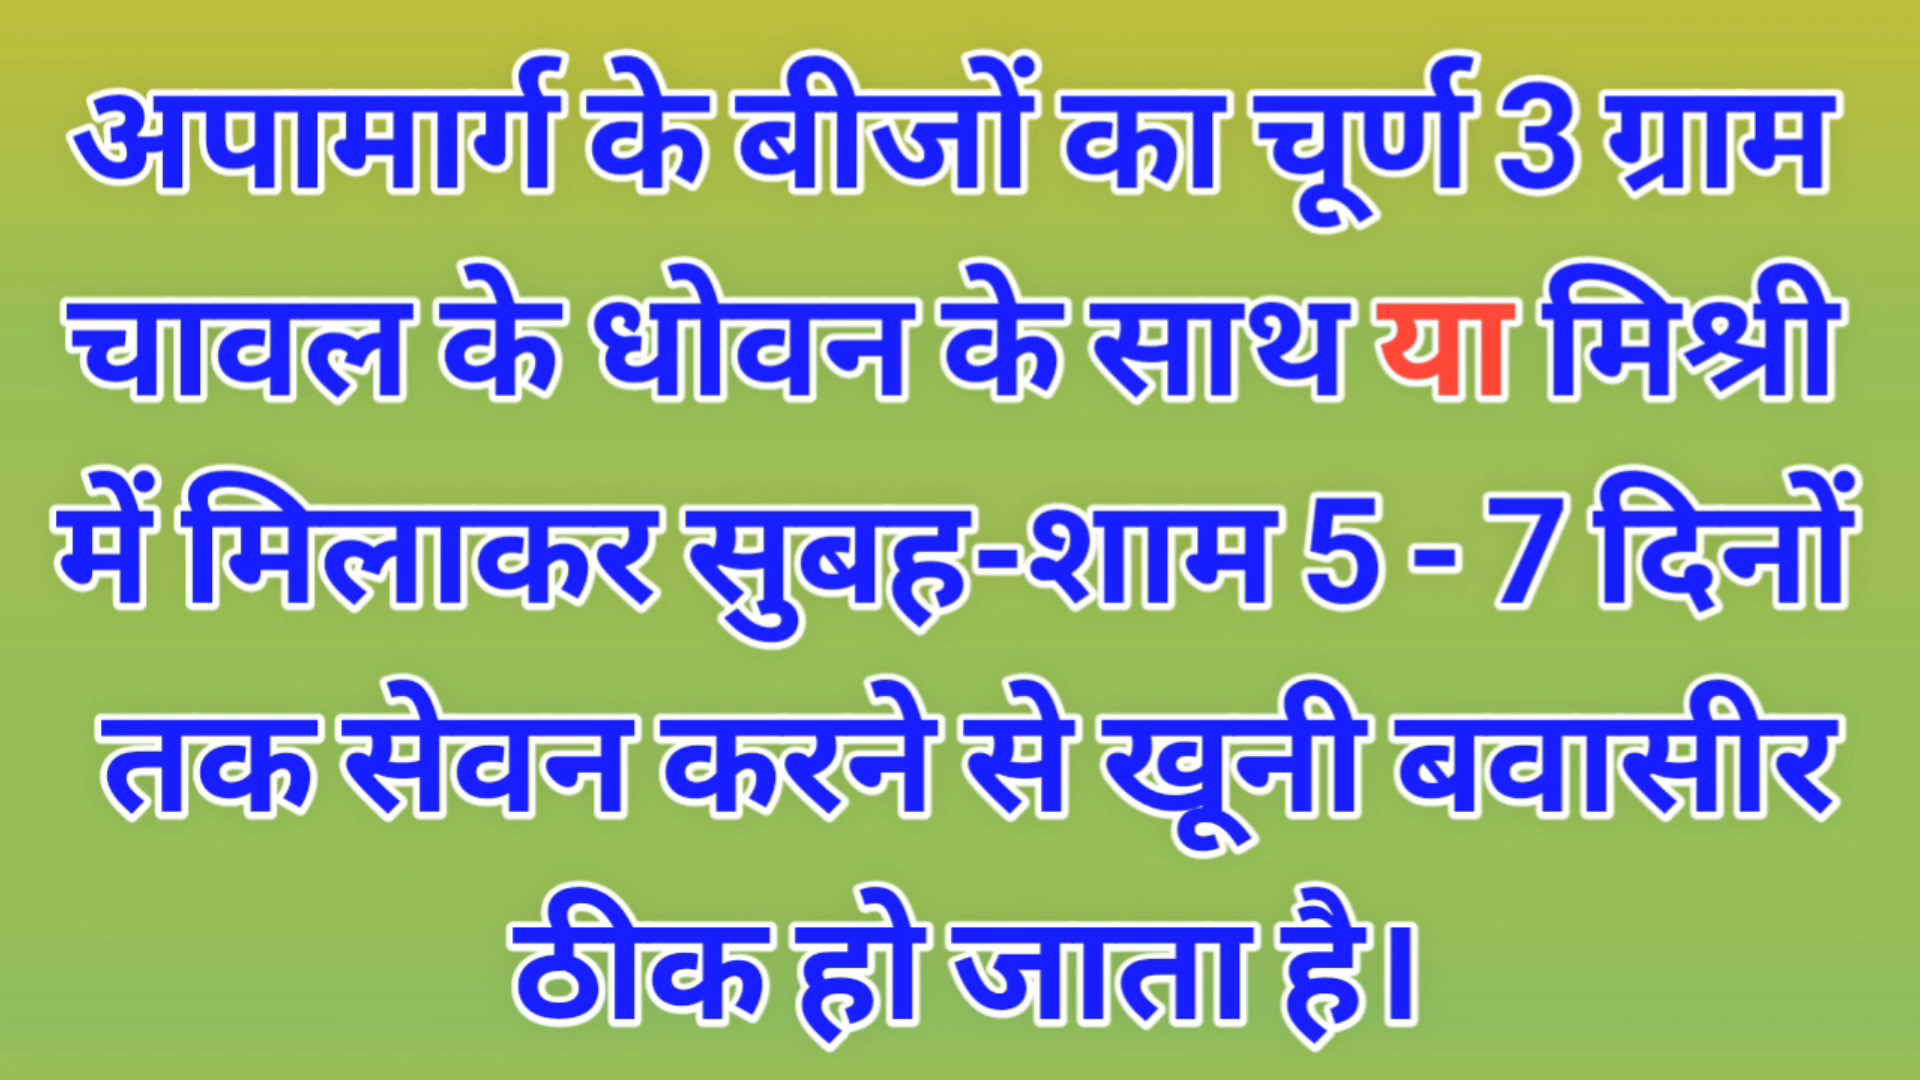 अपामार्ग के बीजों का चूर्ण 3 ग्राम
चावल के धोवन के साथ या मिश्री
में मिलाकर सुबह-शाम 5 - 7 दिनों
तक सेवन करने से खूनी बवासीर
ठीक हो जाता है।